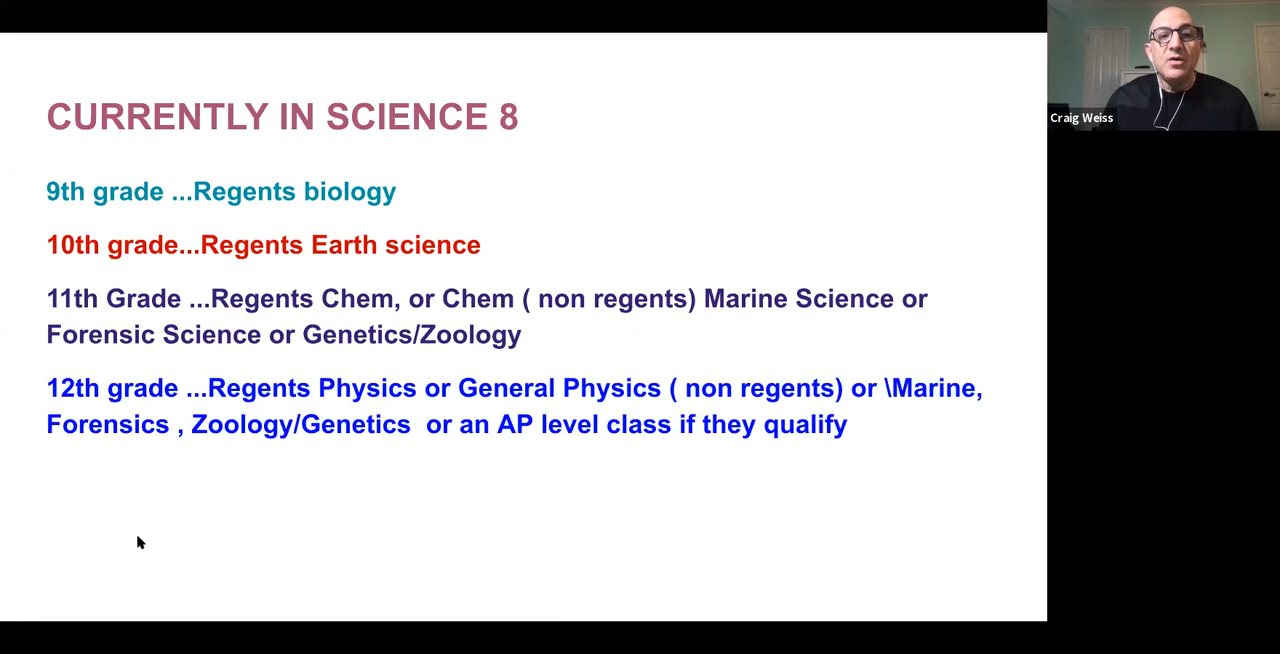 CURRENTLY IN SCIENCE 8
9th grade ...Regents biology
10th grade...Regents Earth science
11th Grade ...Regents Chem, or Chem ( non regents) Marine Science or
Forensic Science or Genetics/Zoology
12th grade ...Regents Physics or General Physics ( non regents) or \Marine,
Forensics , Zoology/Genetics  or an AP level class if they qualify
Craig Weiss